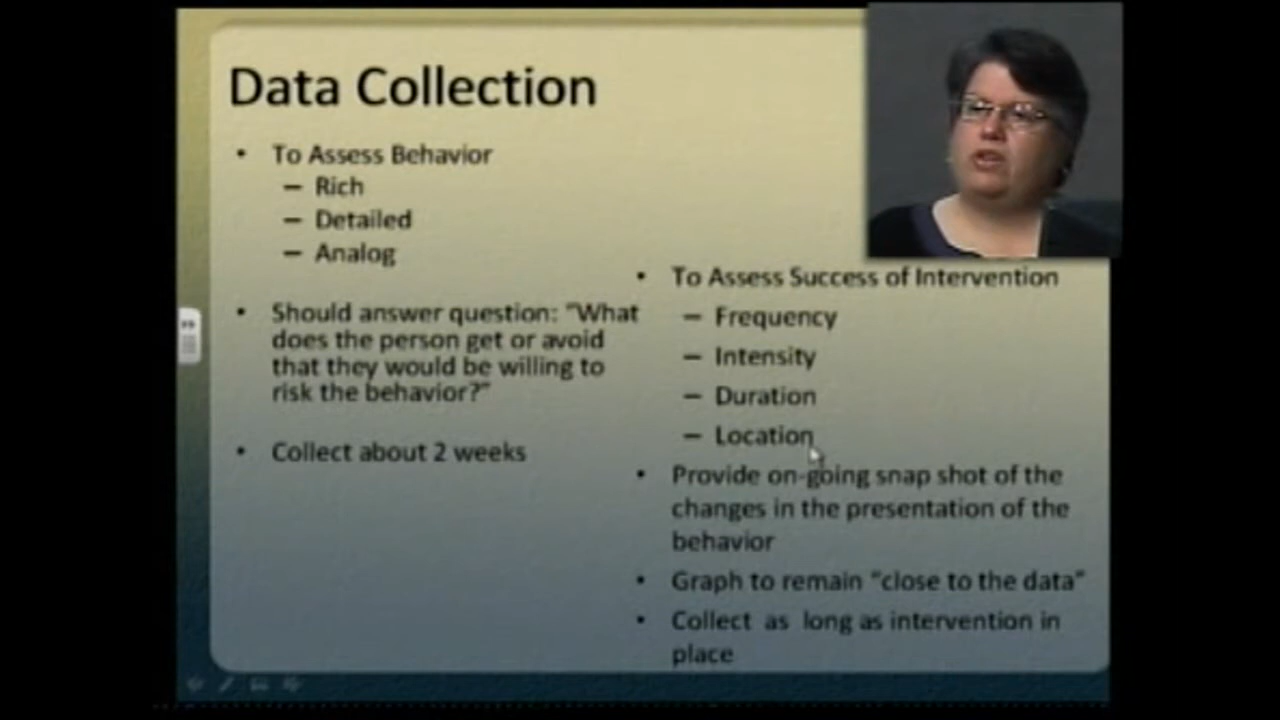 Data Collection
• To Assess Behavior
– Rich
– Detailed
– Analog
• Should answer question: "What
does the person get or avoid
that they would be willing to
risk the behavior?"
• Collect about 2 weeks
• To Assess Success of Intervention
– Frequency
– Intensity
– Duration
– Location
• Provide on-going snap shot of the
changes in the presentation of the
behavior
• Graph to remain "close to the data"
• Collect as long as intervention in
place